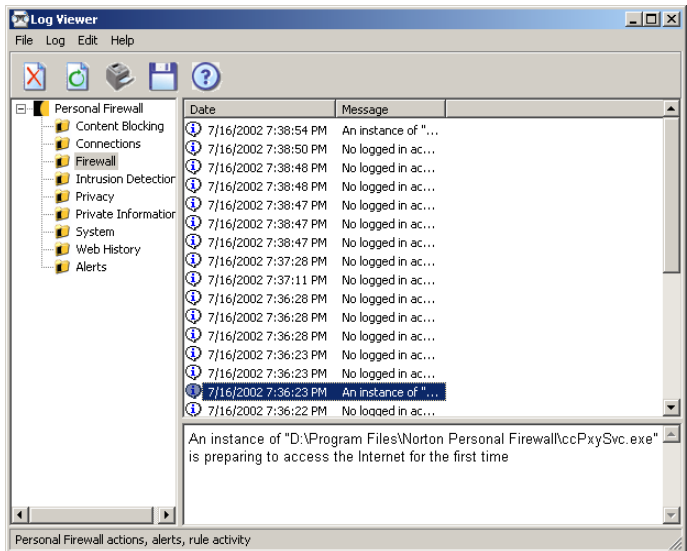 Log Viewer
File Log Edit Help
Personal Firewall
Content Blocking
Connections
Firewall
Intrusion Detection
Privacy
Private Information
System
Web History
Alerts
Date Message
7/16/2002 7:38:54 PM An instance of "...
7/16/2002 7:38:50 PM No logged in ac...
7/16/2002 7:38:48 PM No logged in ac...
7/16/2002 7:38:48 PM No logged in ac...
7/16/2002 7:38:47 PM No logged in ac...
7/16/2002 7:38:47 PM No logged in ac...
7/16/2002 7:38:47 PM No logged in ac...
7/16/2002 7:37:28 PM No logged in ac...
7/16/2002 7:37:11 PM No logged in ac...
7/16/2002 7:36:28 PM No logged in ac...
7/16/2002 7:36:28 PM No logged in ac...
7/16/2002 7:36:28 PM No logged in ac...
7/16/2002 7:36:23 PM No logged in ac...
7/16/2002 7:36:23 PM No logged in ac...
7/16/2002 7:36:23 PM An instance of "...
7/16/2002 7:36:22 PM No logged in ac...
An instance of "D:\Program Files\Norton Personal Firewall\ccPxySvc.exe"
is preparing to access the Internet for the first time
Personal Firewall actions, alerts, rule activity